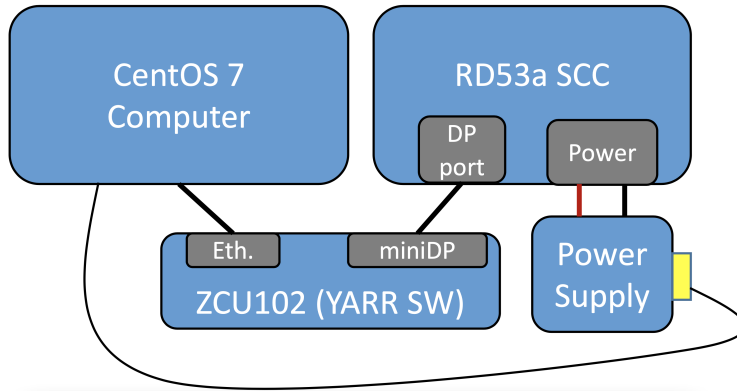 CentOS 7
Computer
RD53a SCC
DP
port
Power
Eth.
miniDP
ZCU102 (YARR SW)
Power
Supply